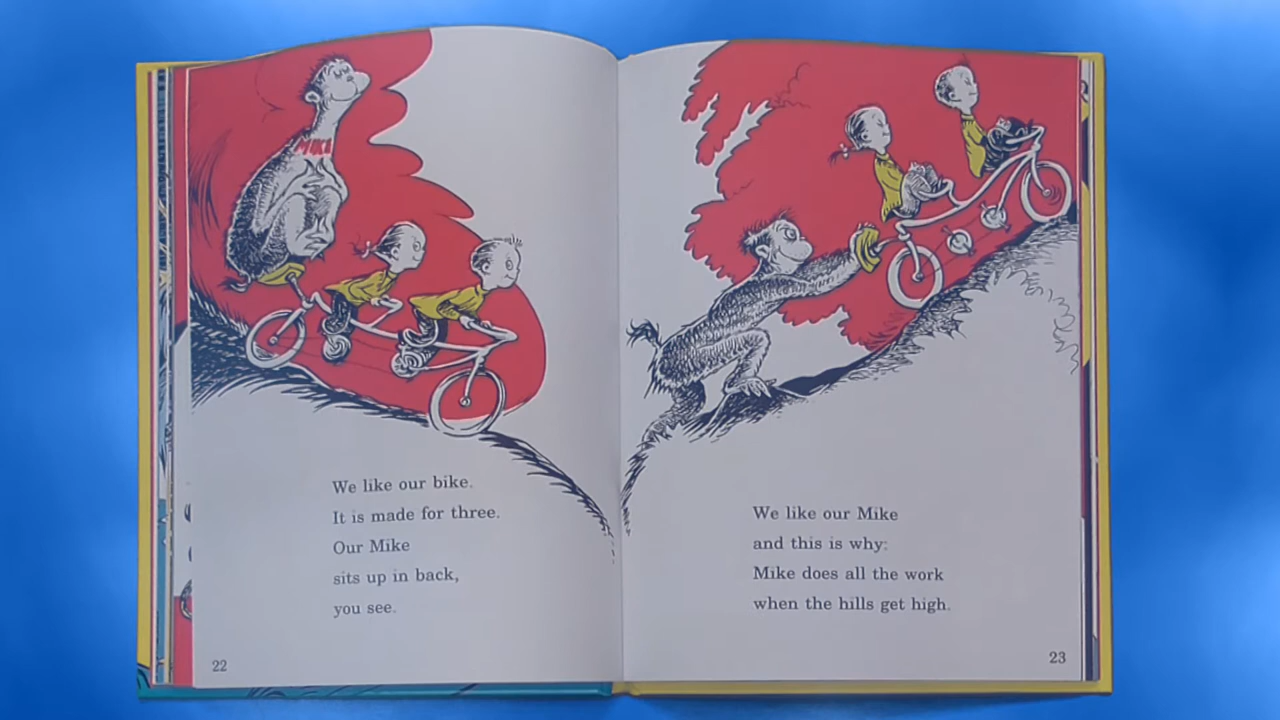 MIKE
We like our bike.
It is made for three.
Our Mike
sits up in back,
you see.
22
We like our Mike
and this is why:
Mike does all the work
when the hills get high.
23